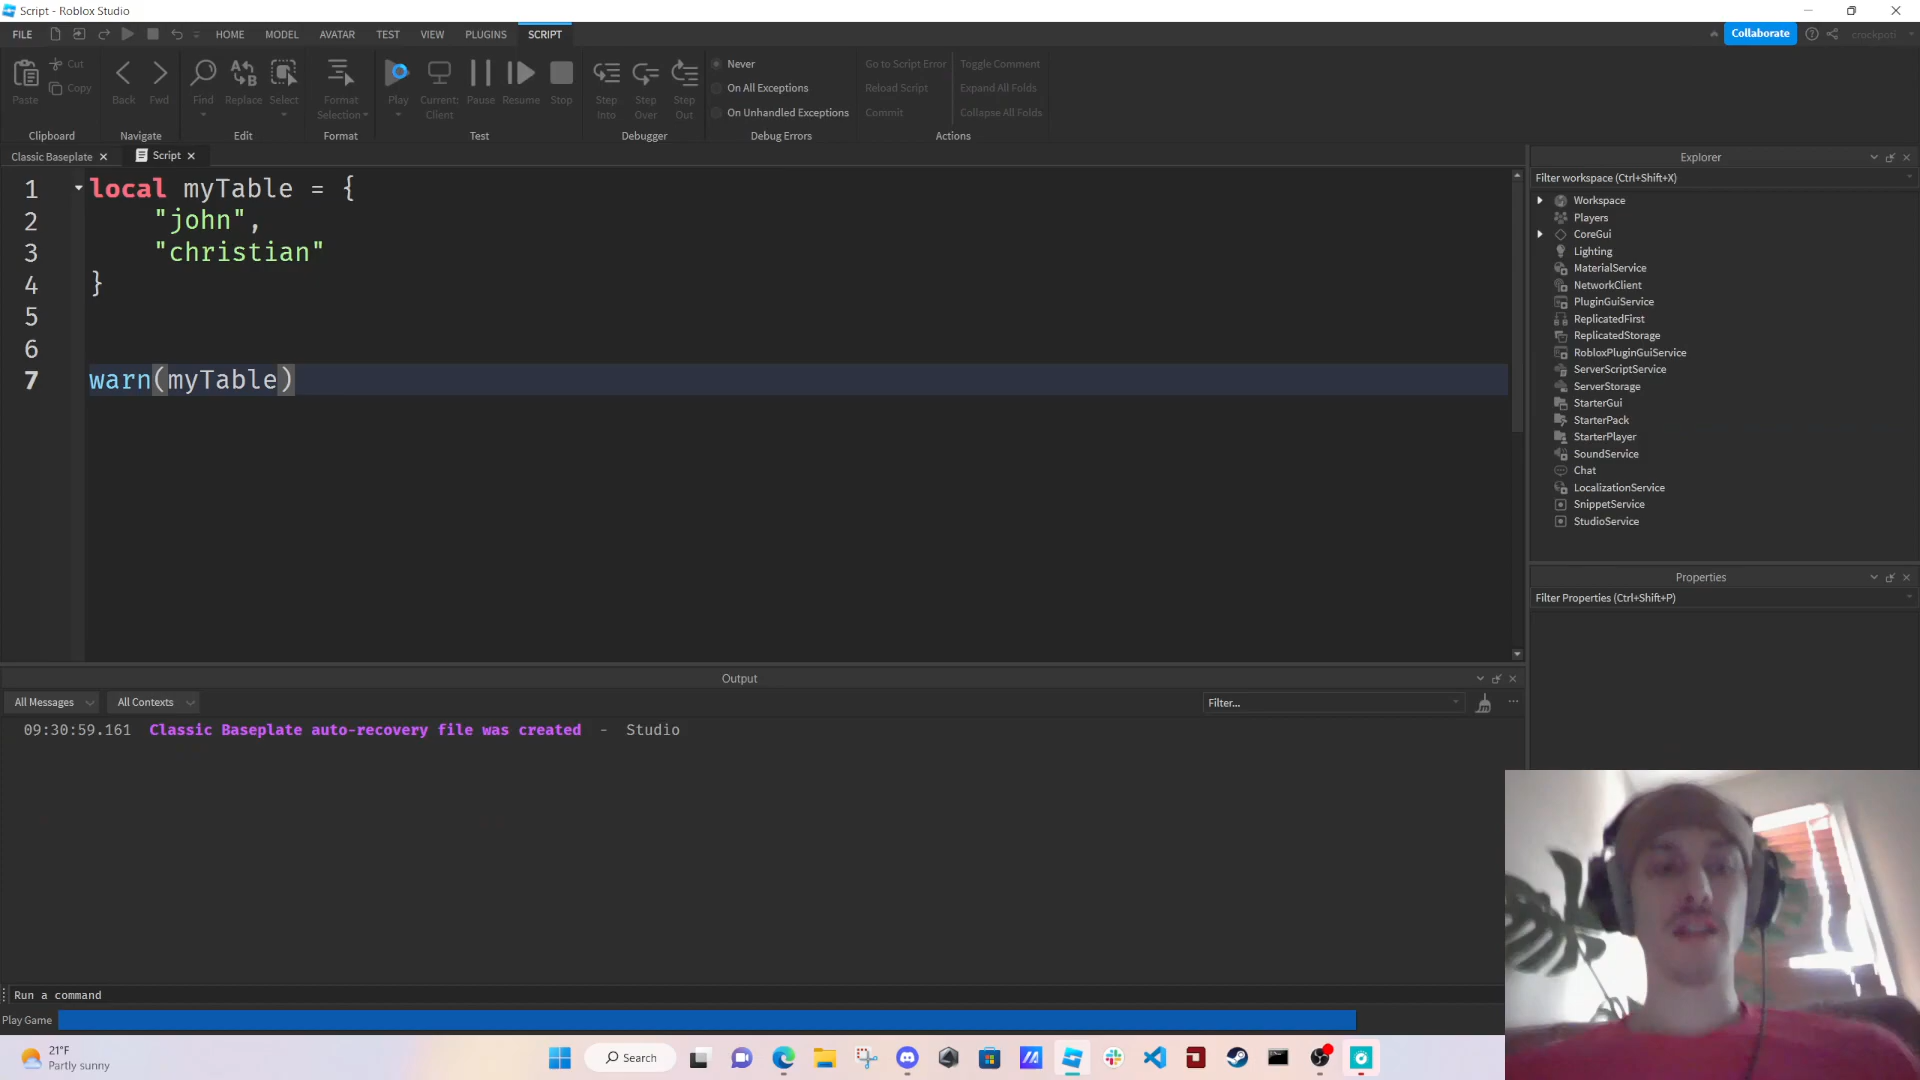 Script - Roblox Studio
FILE HOME MODEL AVATAR TEST VIEW PLUGINS SCRIPT Collaborate crockpoti
Paste Cut Copy Back Fwd Find Replace Select Format Selection Play Current: Client Pause Resume Stop Step Into Step Over Step Out
Never
On All Exceptions
On Unhandled Exceptions
Go to Script Error
Reload Script
Commit
Toggle Comment
Expand All Folds
Collapse All Folds
Clipboard Navigate Edit Format Test Debugger Debug Errors Actions
Classic Baseplate Script
1 local myTable = {
2 "john",
3 "christian"
4 }
5
6
7 warn(myTable)
Explorer
Filter workspace (Ctrl+Shift+X)
Workspace
Players
CoreGui
Lighting
MaterialService
NetworkClient
PluginGuiService
ReplicatedFirst
ReplicatedStorage
RobloxPluginGuiService
ServerScriptService
ServerStorage
StarterGui
StarterPack
StarterPlayer
SoundService
Chat
LocalizationService
SnippetService
StudioService
Properties
Filter Properties (Ctrl+Shift+P)
Output
All Messages All Contexts Filter...
09:30:59.161 Classic Baseplate auto-recovery file was created - Studio
Run a command
Play Game
21°F
Partly sunny
Search